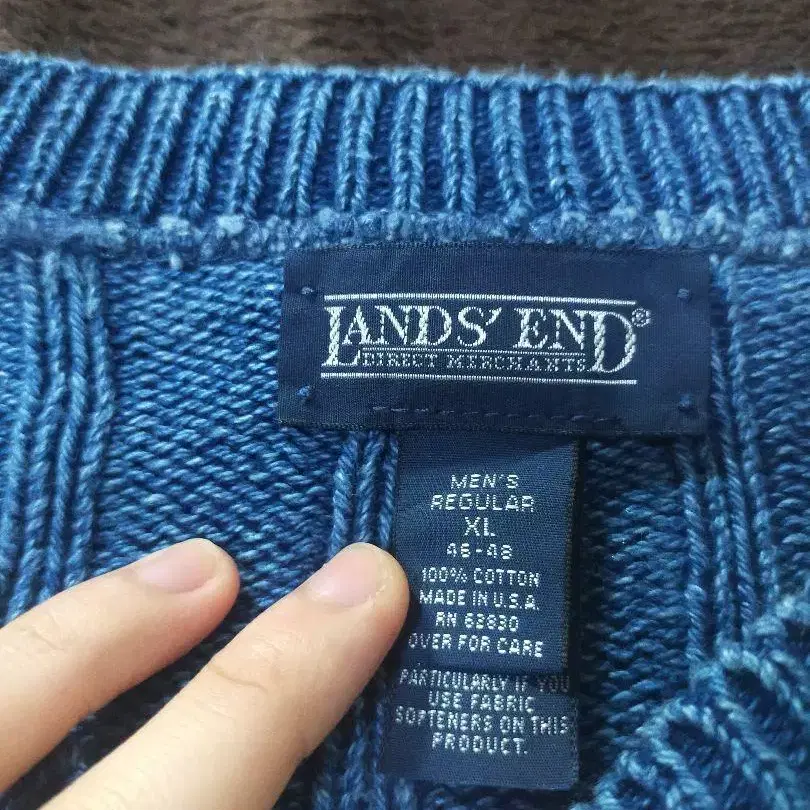 LANDS' END®
DIRECT MERCHANTS
MEN'S
REGULAR
XL
46-48
100% COTTON
MADE IN U.S.A.
RN 62830
OVER FOR CARE
PARTICULARLY IF YOU
USE FABRIC
SOFTENERS ON THIS
PRODUCT.